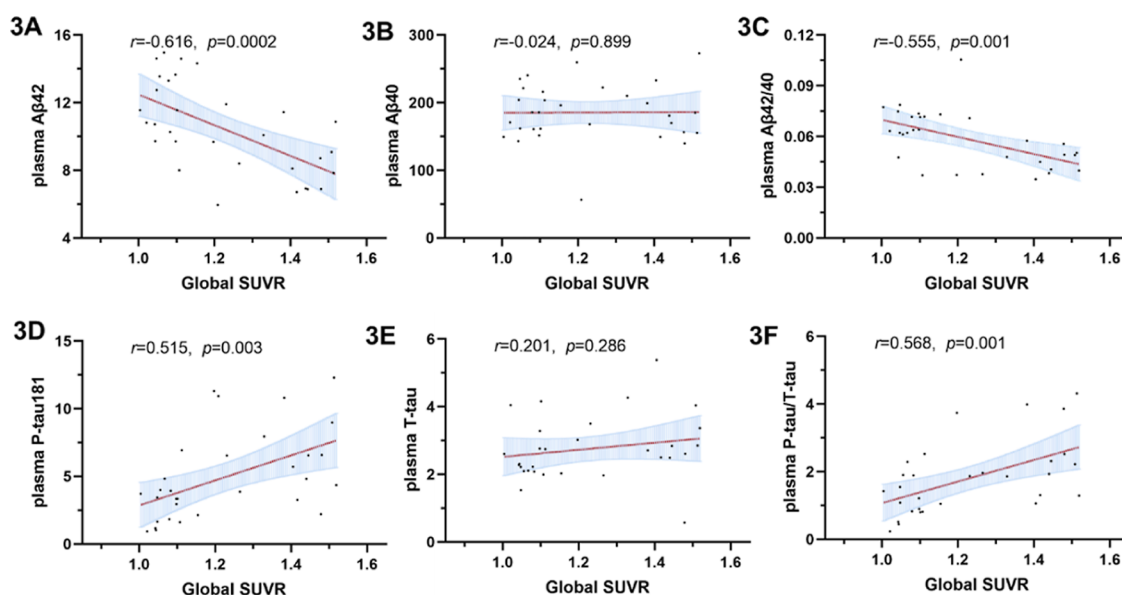 3A
r=-0.616, p=0.0002
plasma Aβ42
16
12
8
4
1.0 1.2 1.4 1.6
Global SUVR
3B
r=-0.024, p=0.899
plasma Aβ40
300
200
100
0
1.0 1.2 1.4 1.6
Global SUVR
3C
r=-0.555, p=0.001
plasma Aβ42/40
0.12
0.09
0.06
0.03
0.00
1.0 1.2 1.4 1.6
Global SUVR
3D
r=0.515, p=0.003
plasma P-tau181
15
10
5
0
1.0 1.2 1.4 1.6
Global SUVR
3E
r=0.201, p=0.286
plasma T-tau
6
4
2
0
1.0 1.2 1.4 1.6
Global SUVR
3F
r=0.568, p=0.001
plasma P-tau/T-tau
6
4
2
0
1.0 1.2 1.4 1.6
Global SUVR